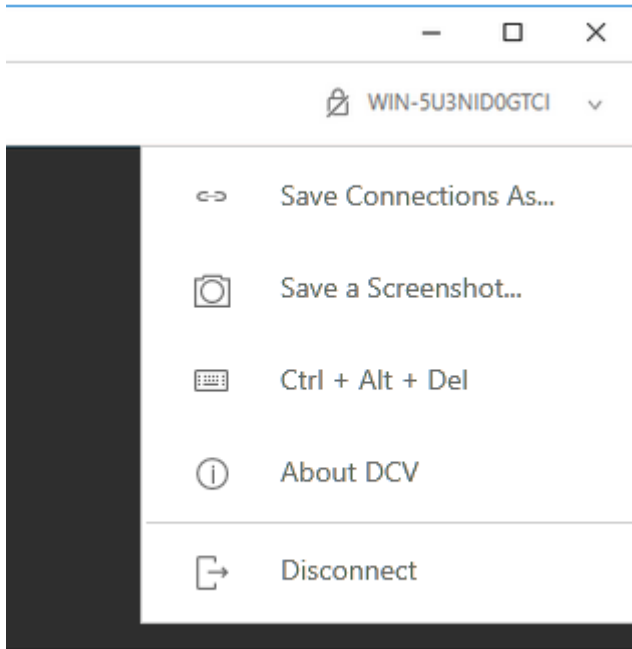 WIN-5U3NID0GTCI
Save Connections As...
Save a Screenshot...
Ctrl + Alt + Del
About DCV
Disconnect